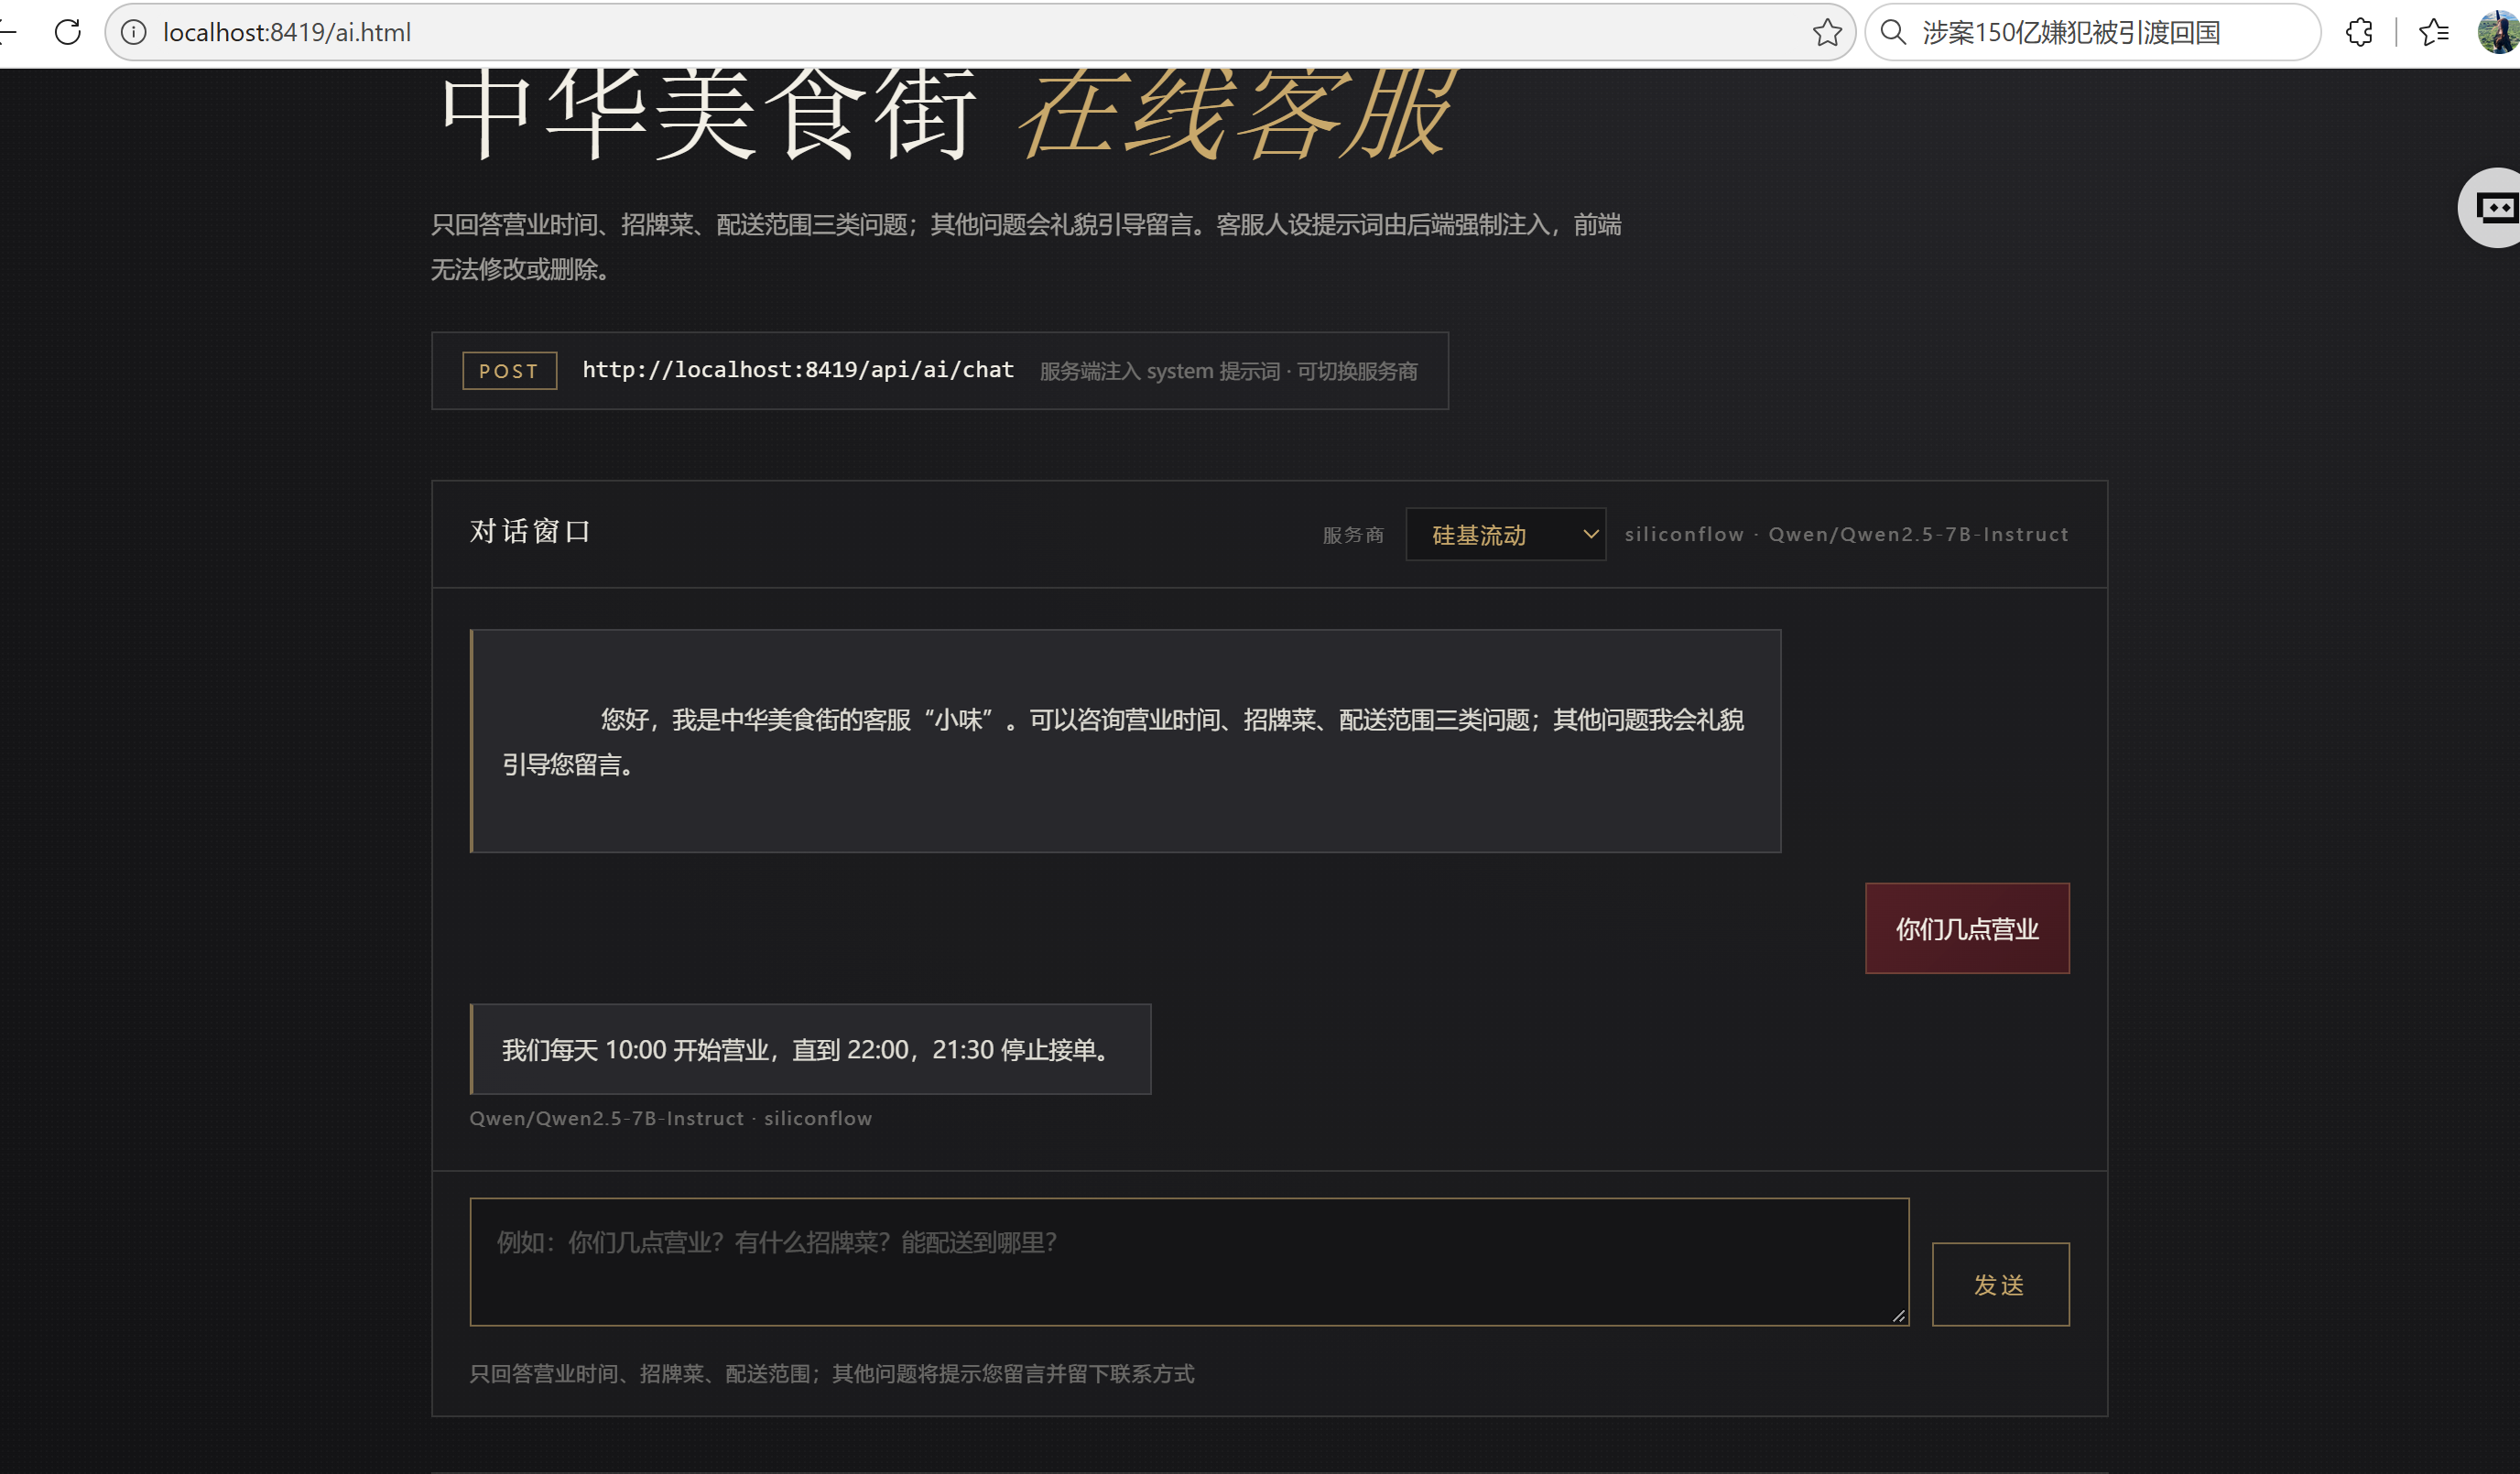 localhost:8419/ai.html
涉案150亿嫌犯被引渡回国
中华美食街 在线客服
只回答营业时间、招牌菜、配送范围三类问题；其他问题会礼貌引导留言。客服人设提示词由后端强制注入，前端
无法修改或删除。
POST http://localhost:8419/api/ai/chat 服务端注入 system 提示词 · 可切换服务商
对话窗口
服务商 硅基流动 siliconflow · Qwen/Qwen2.5-7B-Instruct
您好，我是中华美食街的客服“小味”。可以咨询营业时间、招牌菜、配送范围三类问题；其他问题我会礼貌
引导您留言。
你们几点营业
我们每天 10:00 开始营业，直到 22:00，21:30 停止接单。
Qwen/Qwen2.5-7B-Instruct · siliconflow
例如：你们几点营业？有什么招牌菜？能配送到哪里？
发送
只回答营业时间、招牌菜、配送范围；其他问题将提示您留言并留下联系方式